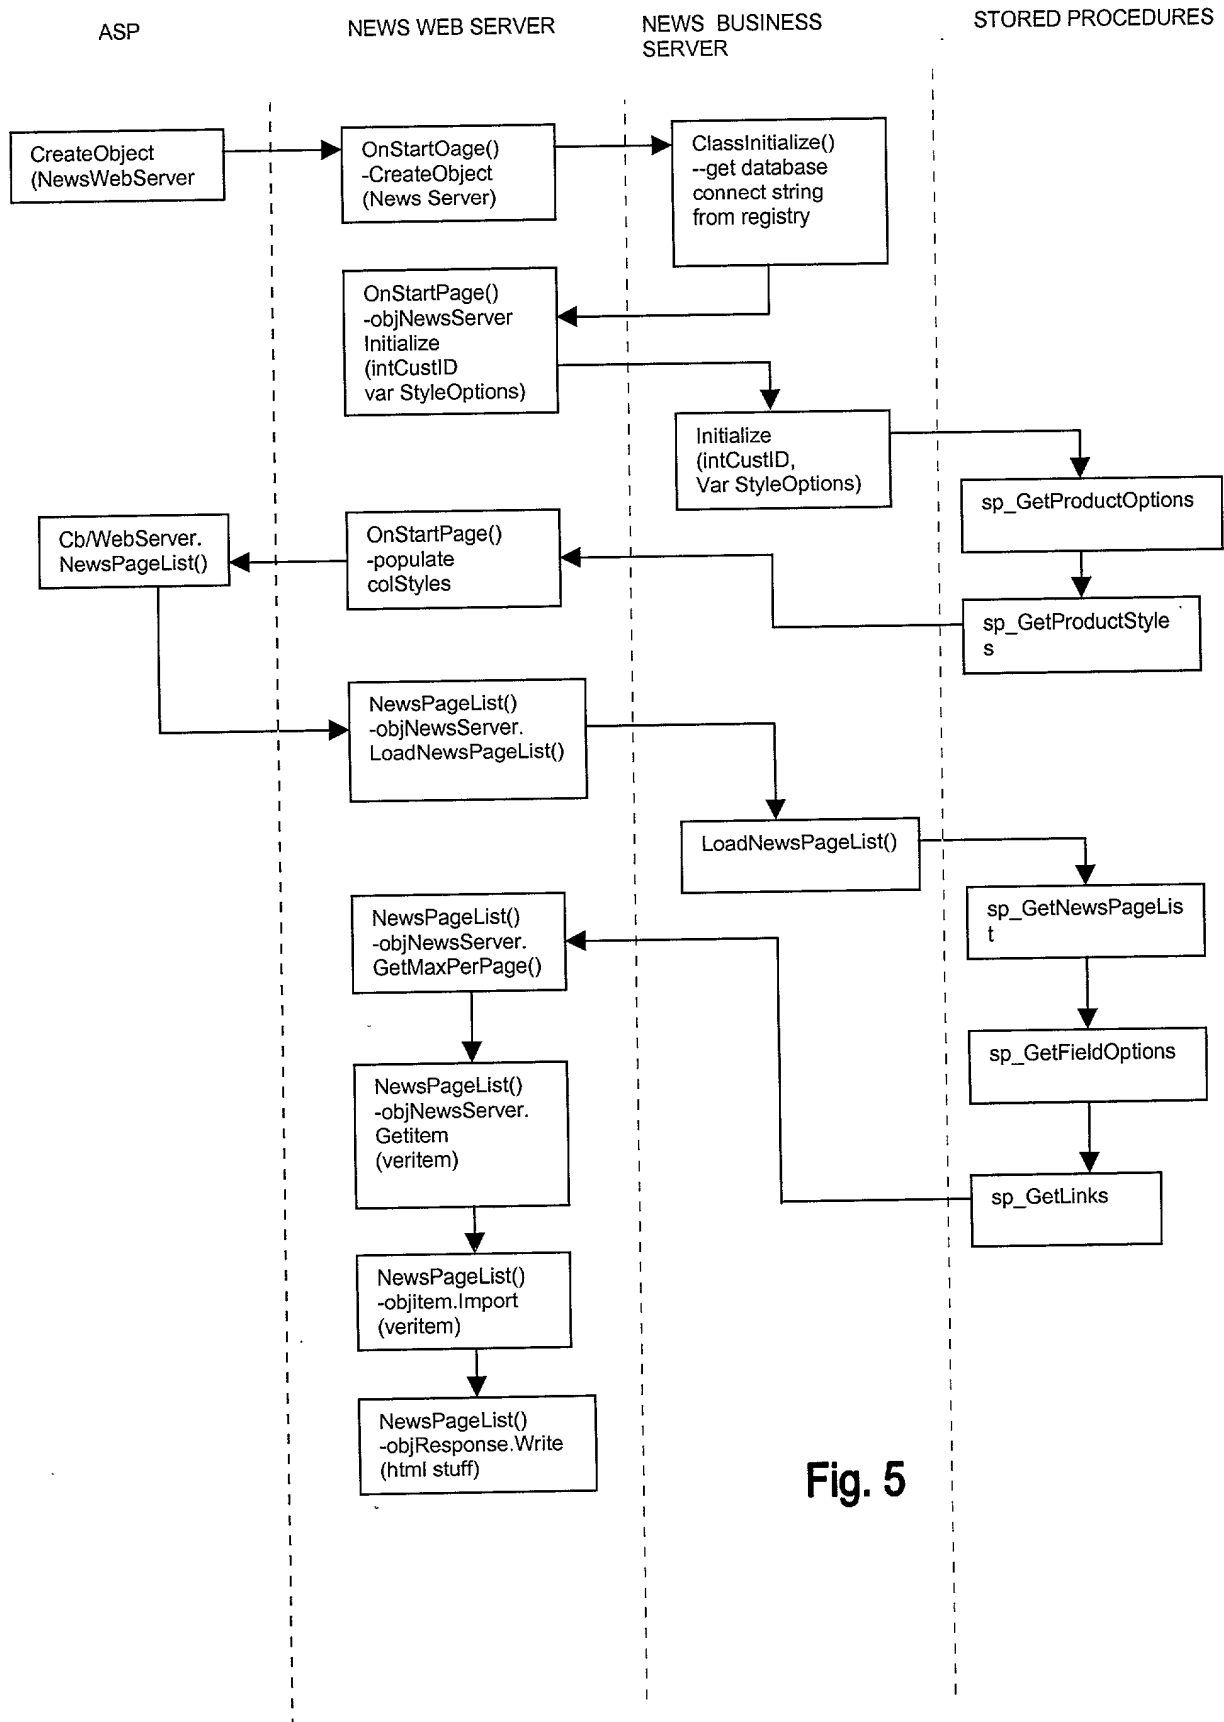 ASP
NEWS WEB SERVER
NEWS BUSINESS
SERVER
STORED PROCEDURES
CreateObject
(NewsWebServer
OnStartOage()
-CreateObject
(News Server)
ClassInitialize()
--get database
connect string
from registry
OnStartPage()
-objNewsServer
Initialize
(intCustID
var StyleOptions)
Initialize
(intCustID,
Var StyleOptions)
sp_GetProductOptions
Cb/WebServer.
NewsPageList()
OnStartPage()
-populate
colStyles
sp_GetProductStyle
s
NewsPageList()
-objNewsServer.
LoadNewsPageList()
LoadNewsPageList()
sp_GetNewsPageLis
t
NewsPageList()
-objNewsServer.
GetMaxPerPage()
sp_GetFieldOptions
NewsPageList()
-objNewsServer.
Getitem
(veritem)
sp_GetLinks
NewsPageList()
-objitem.Import
(veritem)
NewsPageList()
-objResponse.Write
(html stuff)
Fig. 5